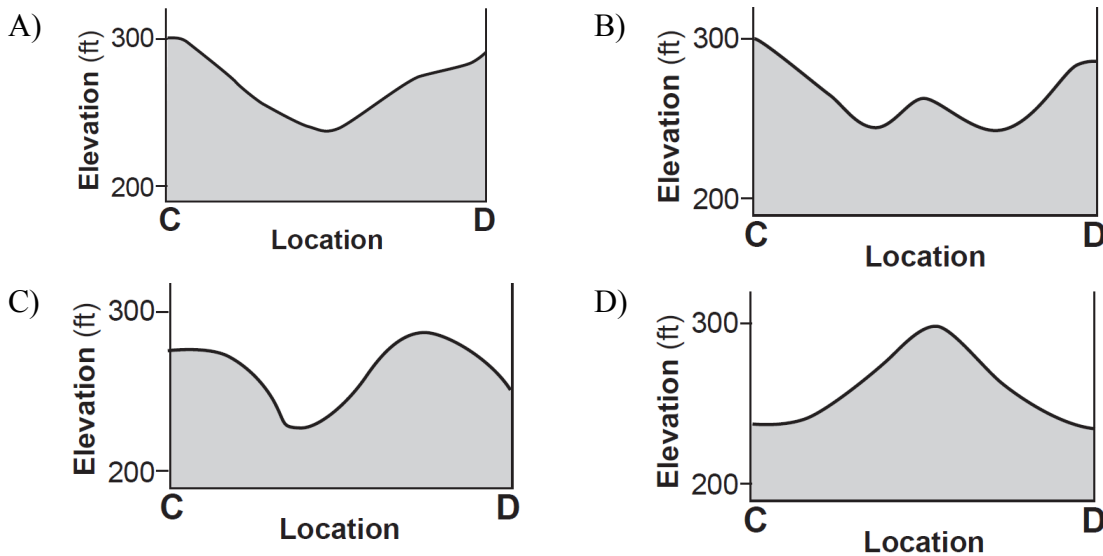 A)
Elevation (ft)
300
200
C
D
Location
B)
Elevation (ft)
300
200
C
D
Location
C)
Elevation (ft)
300
200
C
D
Location
D)
Elevation (ft)
300
200
C
D
Location